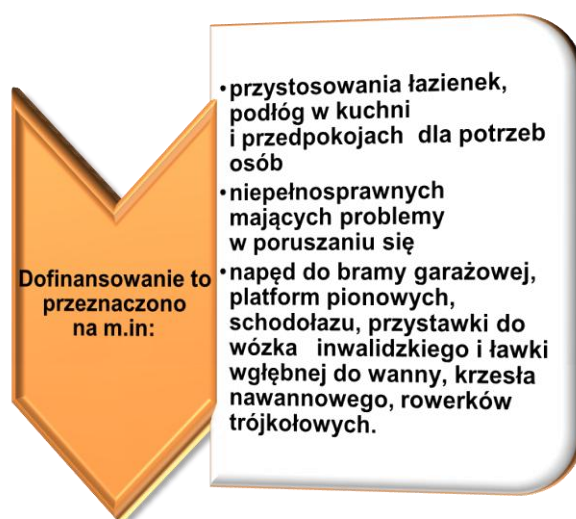 Dofinansowanie to
przeznaczono
na m.in:
•przystosowania łazienek,
podłóg w kuchni
i przedpokojach dla potrzeb
osób
•niepełnosprawnych
mających problemy
w poruszaniu się
•napęd do bramy garażowej,
platform pionowych,
schodołazu, przystawki do
wózka inwalidzkiego i ławki
wgłębnej do wanny, krzesła
nawannowego, rowerków
trójkołowych.